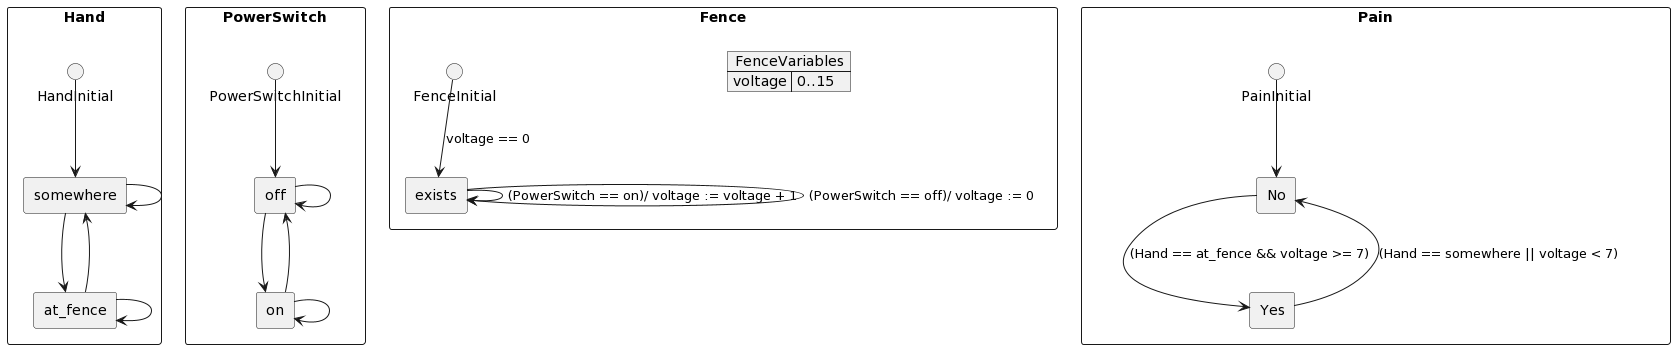 Hand
HandInitial
somewhere
at_fence
PowerSwitch
PowerSwitchInitial
off
on
Fence
FenceVariables
voltage 0..15
FenceInitial
voltage == 0
exists
(PowerSwitch == on)/ voltage := voltage + 1
(PowerSwitch == off)/ voltage := 0
Pain
PainInitial
No
(Hand == at_fence && voltage >= 7)
(Hand == somewhere || voltage < 7)
Yes